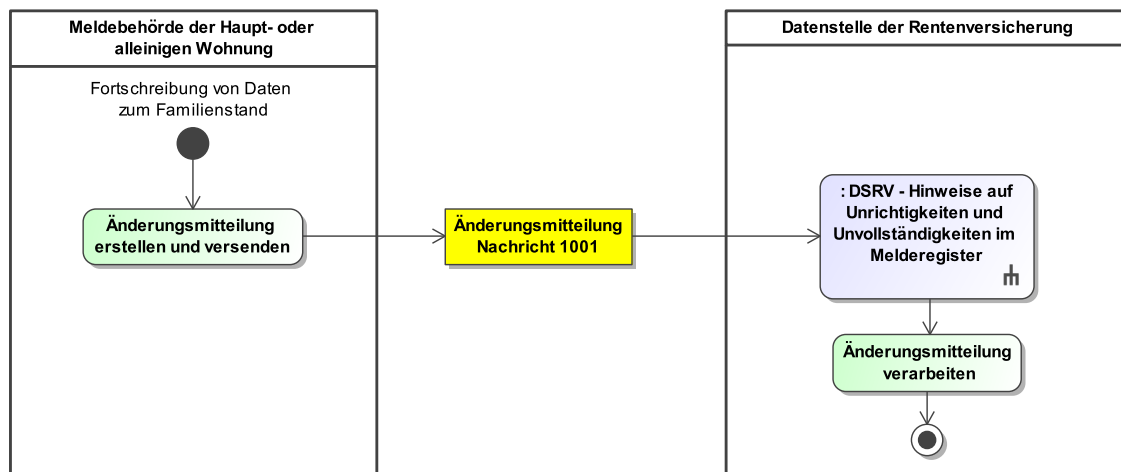 Meldebehörde der Haupt- oder
alleinigen Wohnung
Fortschreibung von Daten
zum Familienstand
Änderungsmitteilung
erstellen und versenden
Änderungsmitteilung
Nachricht 1001
Datenstelle der Rentenversicherung
: DSRV - Hinweise auf
Unrichtigkeiten und
Unvollständigkeiten im
Melderegister
Änderungsmitteilung
verarbeiten